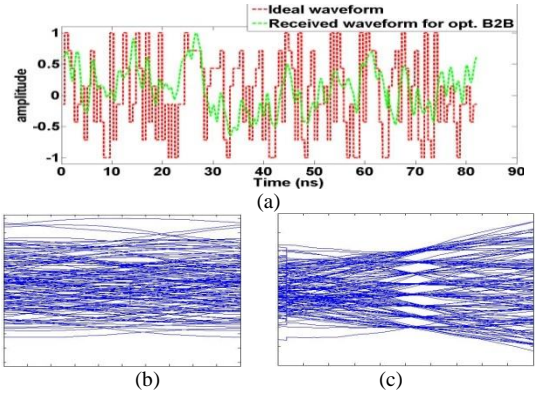 Ideal waveform
Received waveform for opt. B2B
amplitude
1
0.5
0
-0.5
-1
0 10 20 30 40 50 60 70 80 90
Time (ns)
(a)
(b)
(c)